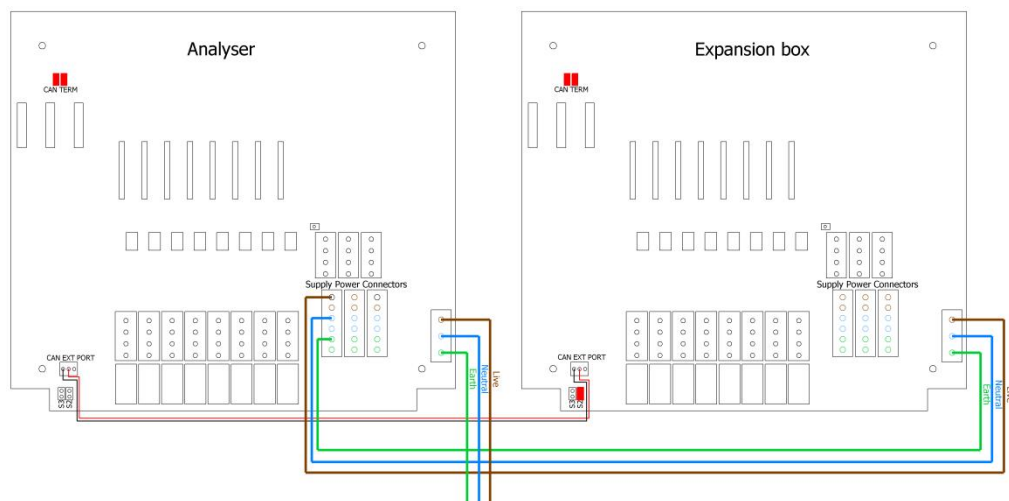 Analyser
Expansion box
CAN TERM
CAN TERM
Supply Power Connectors
Supply Power Connectors
CAN EXT PORT
CAN EXT PORT
Earth
Neutral
Live
Earth
Neutral